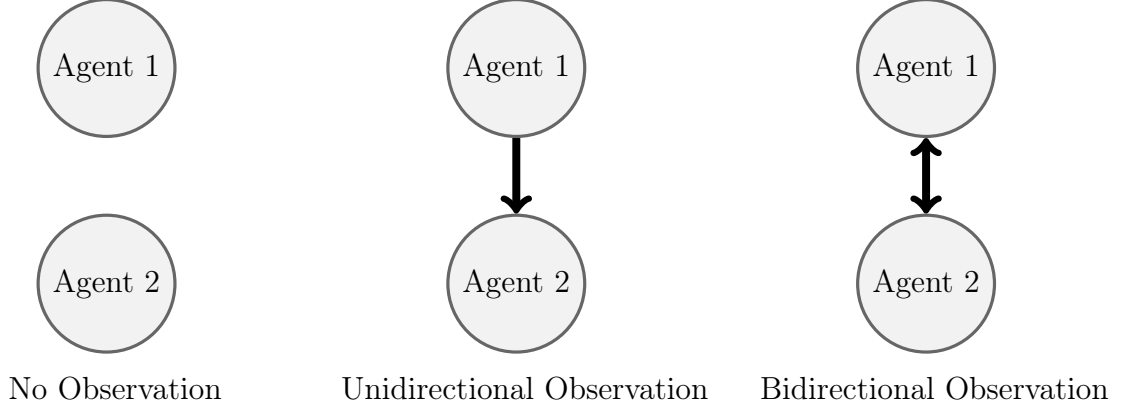 Agent 1
Agent 2
No Observation
Agent 1
Agent 2
Unidirectional Observation
Agent 1
Agent 2
Bidirectional Observation